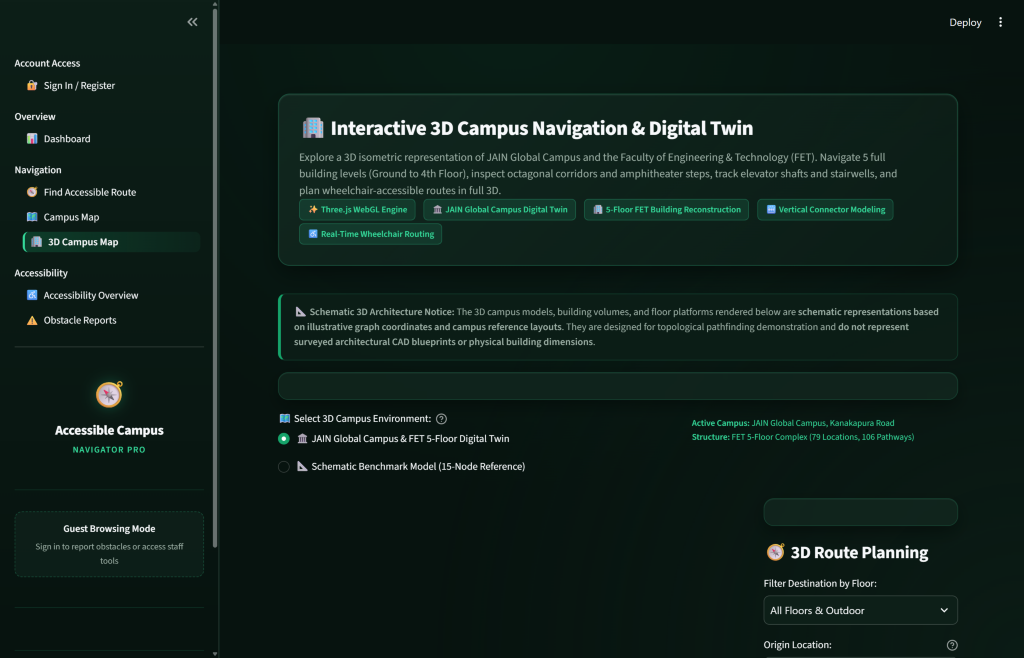 Deploy
Account Access
Sign In / Register
Overview
Dashboard
Navigation
Find Accessible Route
Campus Map
3D Campus Map
Accessibility
Accessibility Overview
Obstacle Reports
Accessible Campus
NAVIGATOR PRO
Guest Browsing Mode
Sign in to report obstacles or access staff
tools
Interactive 3D Campus Navigation & Digital Twin
Explore a 3D isometric representation of JAIN Global Campus and the Faculty of Engineering & Technology (FET). Navigate 5 full
building levels (Ground to 4th Floor), inspect octagonal corridors and amphitheater steps, track elevator shafts and stairwells, and
plan wheelchair-accessible routes in full 3D.
Three.js WebGL Engine
JAIN Global Campus Digital Twin
5-Floor FET Building Reconstruction
Vertical Connector Modeling
Real-Time Wheelchair Routing
Schematic 3D Architecture Notice: The 3D campus models, building volumes, and floor platforms rendered below are schematic representations based
on illustrative graph coordinates and campus reference layouts. They are designed for topological pathfinding demonstration and do not represent
surveyed architectural CAD blueprints or physical building dimensions.
Select 3D Campus Environment:
JAIN Global Campus & FET 5-Floor Digital Twin
Schematic Benchmark Model (15-Node Reference)
Active Campus: JAIN Global Campus, Kanakapura Road
Structure: FET 5-Floor Complex (79 Locations, 106 Pathways)
3D Route Planning
Filter Destination by Floor:
All Floors & Outdoor
Origin Location: